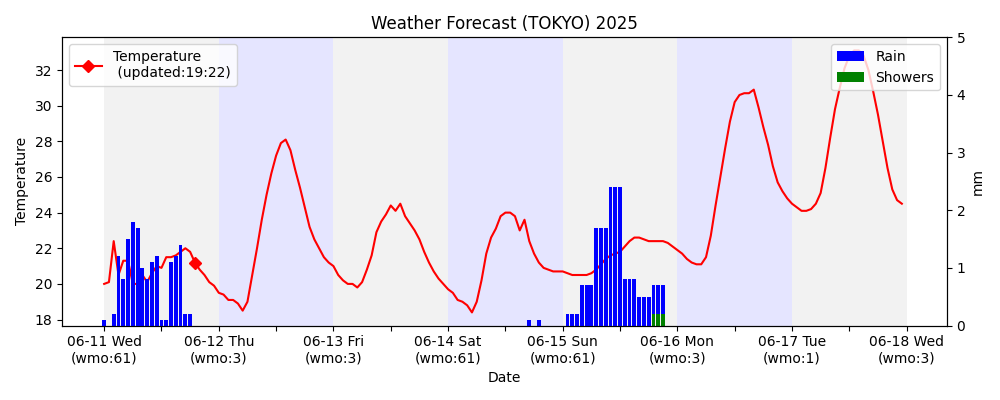 Weather Forecast (TOKYO) 2025
Temperature
(updated:19:22)
Rain
Showers
Temperature
32
30
28
26
24
22
20
18
5
4
3
2
1
0
mm
06-11 Wed
(wmo:61)
06-12 Thu
(wmo:3)
06-13 Fri
(wmo:3)
06-14 Sat
(wmo:61)
06-15 Sun
(wmo:61)
06-16 Mon
(wmo:3)
06-17 Tue
(wmo:1)
06-18 Wed
(wmo:3)
Date